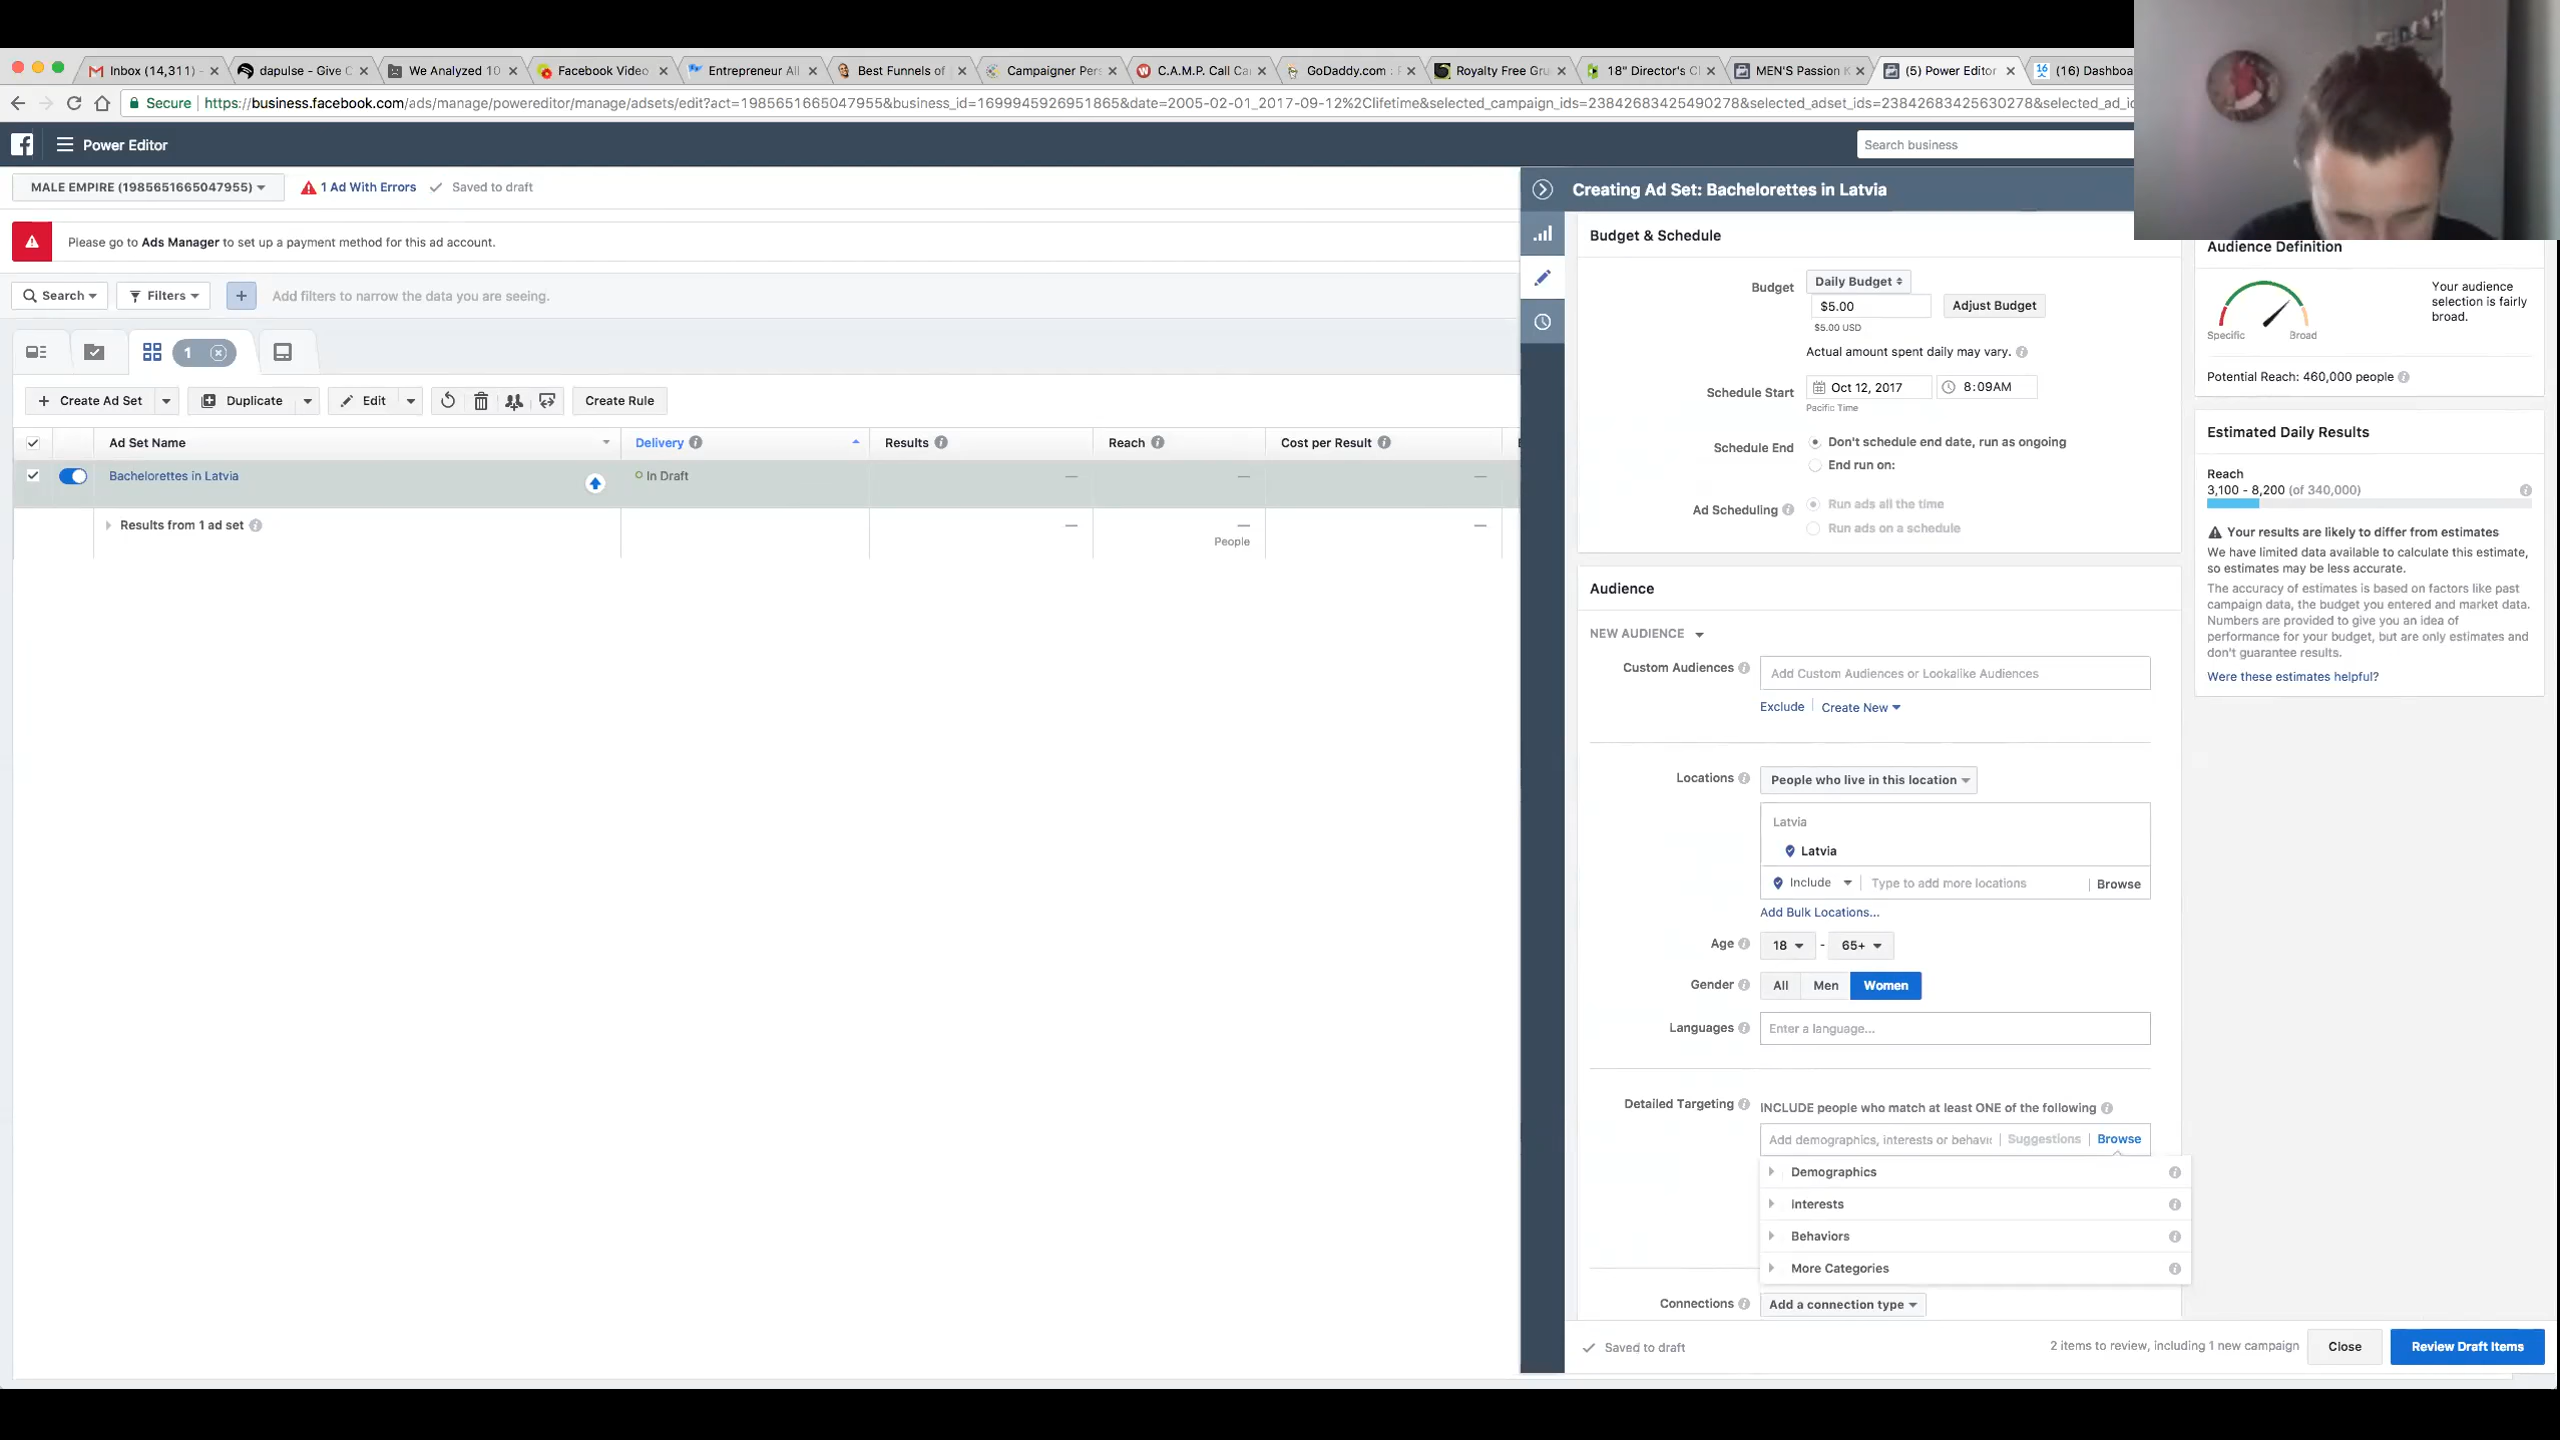 Inbox (14,311) -
dapulse - Give C
We Analyzed 10
Facebook Video
Entrepreneur All
Best Funnels of
Campaigner Pers
C.A.M.P. Call Ca
GoDaddy.com : F
Royalty Free Gru
18" Director's Cl
MEN'S Passion K
(5) Power Editor
(16) Dashboa
Secure https://business.facebook.com/ads/manage/powereditor/manage/adsets/edit?act=1985651665047955&business_id=1699945926951865&date=2005-02-01_2017-09-12%2Clifetime&selected_campaign_ids=23842683425490278&selected_adset_ids=23842683425630278&selected_ad_id
Power Editor
Search business
MALE EMPIRE (1985651665047955)
1 Ad With Errors
Saved to draft
Please go to Ads Manager to set up a payment method for this ad account.
Search
Filters
Add filters to narrow the data you are seeing.
1
Create Ad Set
Duplicate
Edit
Create Rule
Ad Set Name
Delivery
Results
Reach
Cost per Result
Bachelorettes in Latvia
In Draft
—
—
—
Results from 1 ad set
—
—
—
People
Creating Ad Set: Bachelorettes in Latvia
Budget & Schedule
Budget
Daily Budget
$5.00
Adjust Budget
$5.00 USD
Actual amount spent daily may vary.
Schedule Start
Oct 12, 2017
8:09AM
Pacific Time
Schedule End
Don't schedule end date, run as ongoing
End run on:
Ad Scheduling
Run ads all the time
Run ads on a schedule
Audience
NEW AUDIENCE
Custom Audiences
Add Custom Audiences or Lookalike Audiences
Exclude
Create New
Locations
People who live in this location
Latvia
Latvia
Include
Type to add more locations
Browse
Add Bulk Locations...
Age
18
-
65+
Gender
All
Men
Women
Languages
Enter a language...
Detailed Targeting
INCLUDE people who match at least ONE of the following
Add demographics, interests or behavi
Suggestions
Browse
Demographics
Interests
Behaviors
More Categories
Connections
Add a connection type
Saved to draft
2 items to review, including 1 new campaign
Close
Review Draft Items
Audience Definition
Your audience
selection is fairly
broad.
Specific
Broad
Potential Reach: 460,000 people
Estimated Daily Results
Reach
3,100 - 8,200 (of 340,000)
Your results are likely to differ from estimates
We have limited data available to calculate this estimate,
so estimates may be less accurate.
The accuracy of estimates is based on factors like past
campaign data, the budget you entered and market data.
Numbers are provided to give you an idea of
performance for your budget, but are only estimates and
don't guarantee results.
Were these estimates helpful?